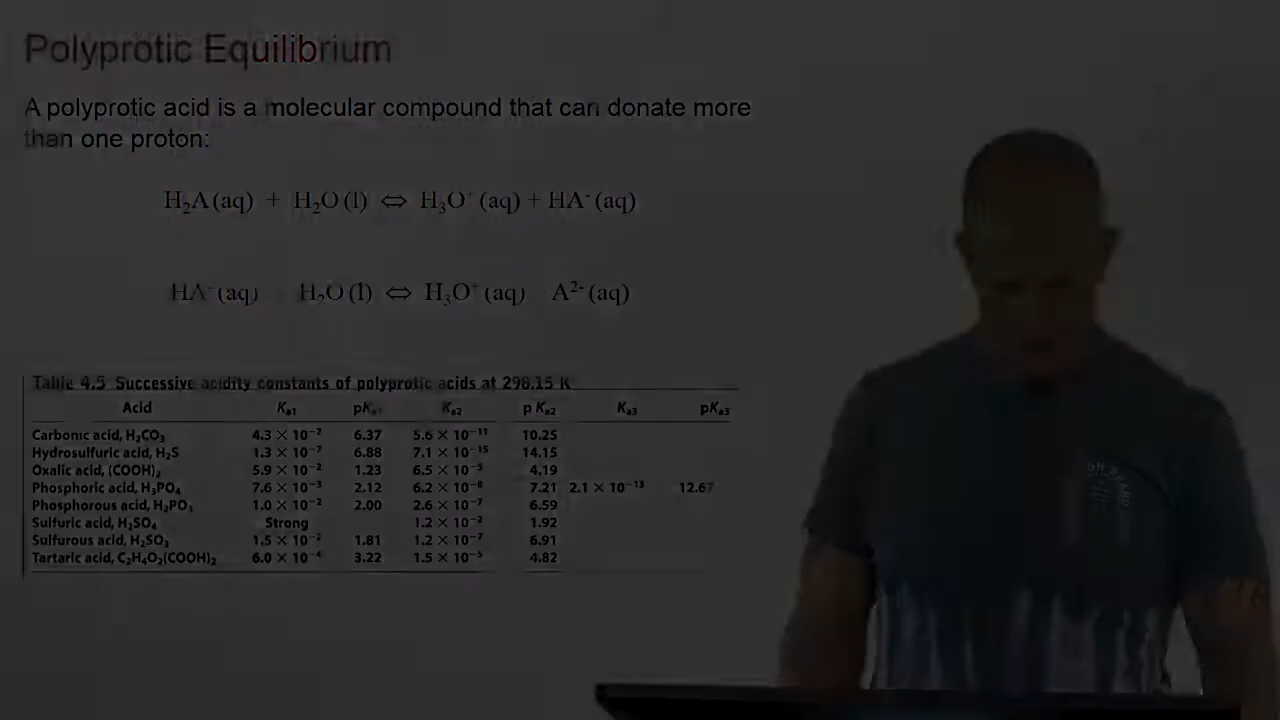 Polyprotic Equilibrium
A polyprotic acid is a molecular compound that can donate more
than one proton:
H₂A (aq) + H₂O (l) ⇔ H₃O⁺ (aq) + HA⁻ (aq)
HA⁻ (aq) H₂O (l) ⇔ H₃O⁺ (aq) A²⁻ (aq)
Table 4.5 Successive acidity constants of polyprotic acids at 298.15 K
Acid Kₐ₁ pKₐ₁ Kₐ₂ p Kₐ₂ Kₐ₃ pKₐ₃
Carbonic acid, H₂CO₃ 4.3 × 10⁻⁷ 6.37 5.6 × 10⁻¹¹ 10.25
Hydrosulfuric acid, H₂S 1.3 × 10⁻⁷ 6.88 7.1 × 10⁻¹⁵ 14.15
Oxalic acid, (COOH)₂ 5.9 × 10⁻² 1.23 6.5 × 10⁻⁵ 4.19
Phosphoric acid, H₃PO₄ 7.6 × 10⁻³ 2.12 6.2 × 10⁻⁸ 7.21 2.1 × 10⁻¹³ 12.67
Phosphorous acid, H₂PO₃ 1.0 × 10⁻² 2.00 2.6 × 10⁻⁷ 6.59
Sulfuric acid, H₂SO₄ Strong 1.2 × 10⁻² 1.92
Sulfurous acid, H₂SO₃ 1.5 × 10⁻² 1.81 1.2 × 10⁻⁷ 6.91
Tartaric acid, C₂H₄O₂(COOH)₂ 6.0 × 10⁻⁴ 3.22 1.5 × 10⁻⁵ 4.82